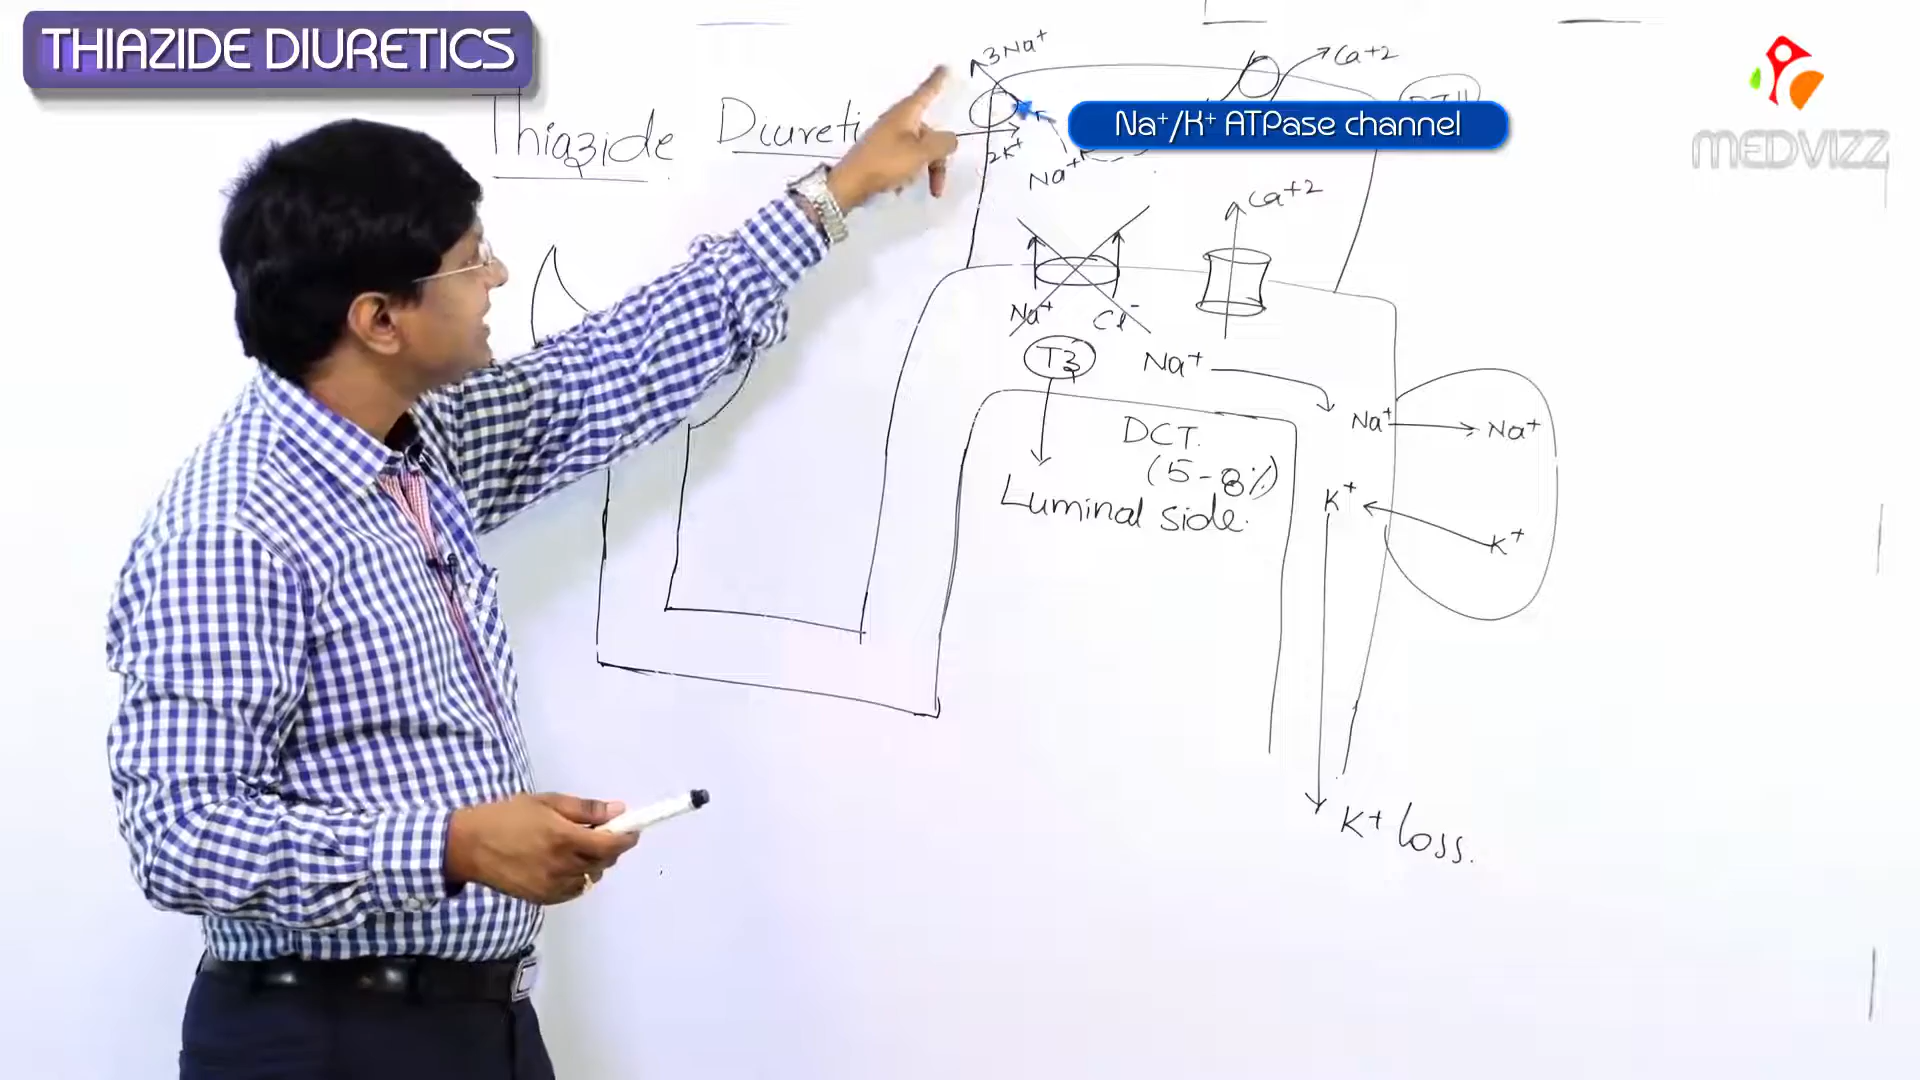 THIAZIDE DIURETICS
MEDVIZZ
Thiazide Diureti
3Na+
Ca+2
Na+/K+ ATPase channel
2K+
Na+
Ca+2
Na+ Cl-
T3
Na+
DCT.
(5-8%)
Luminal side.
Na+ Na+
K+
K+
K+ loss.